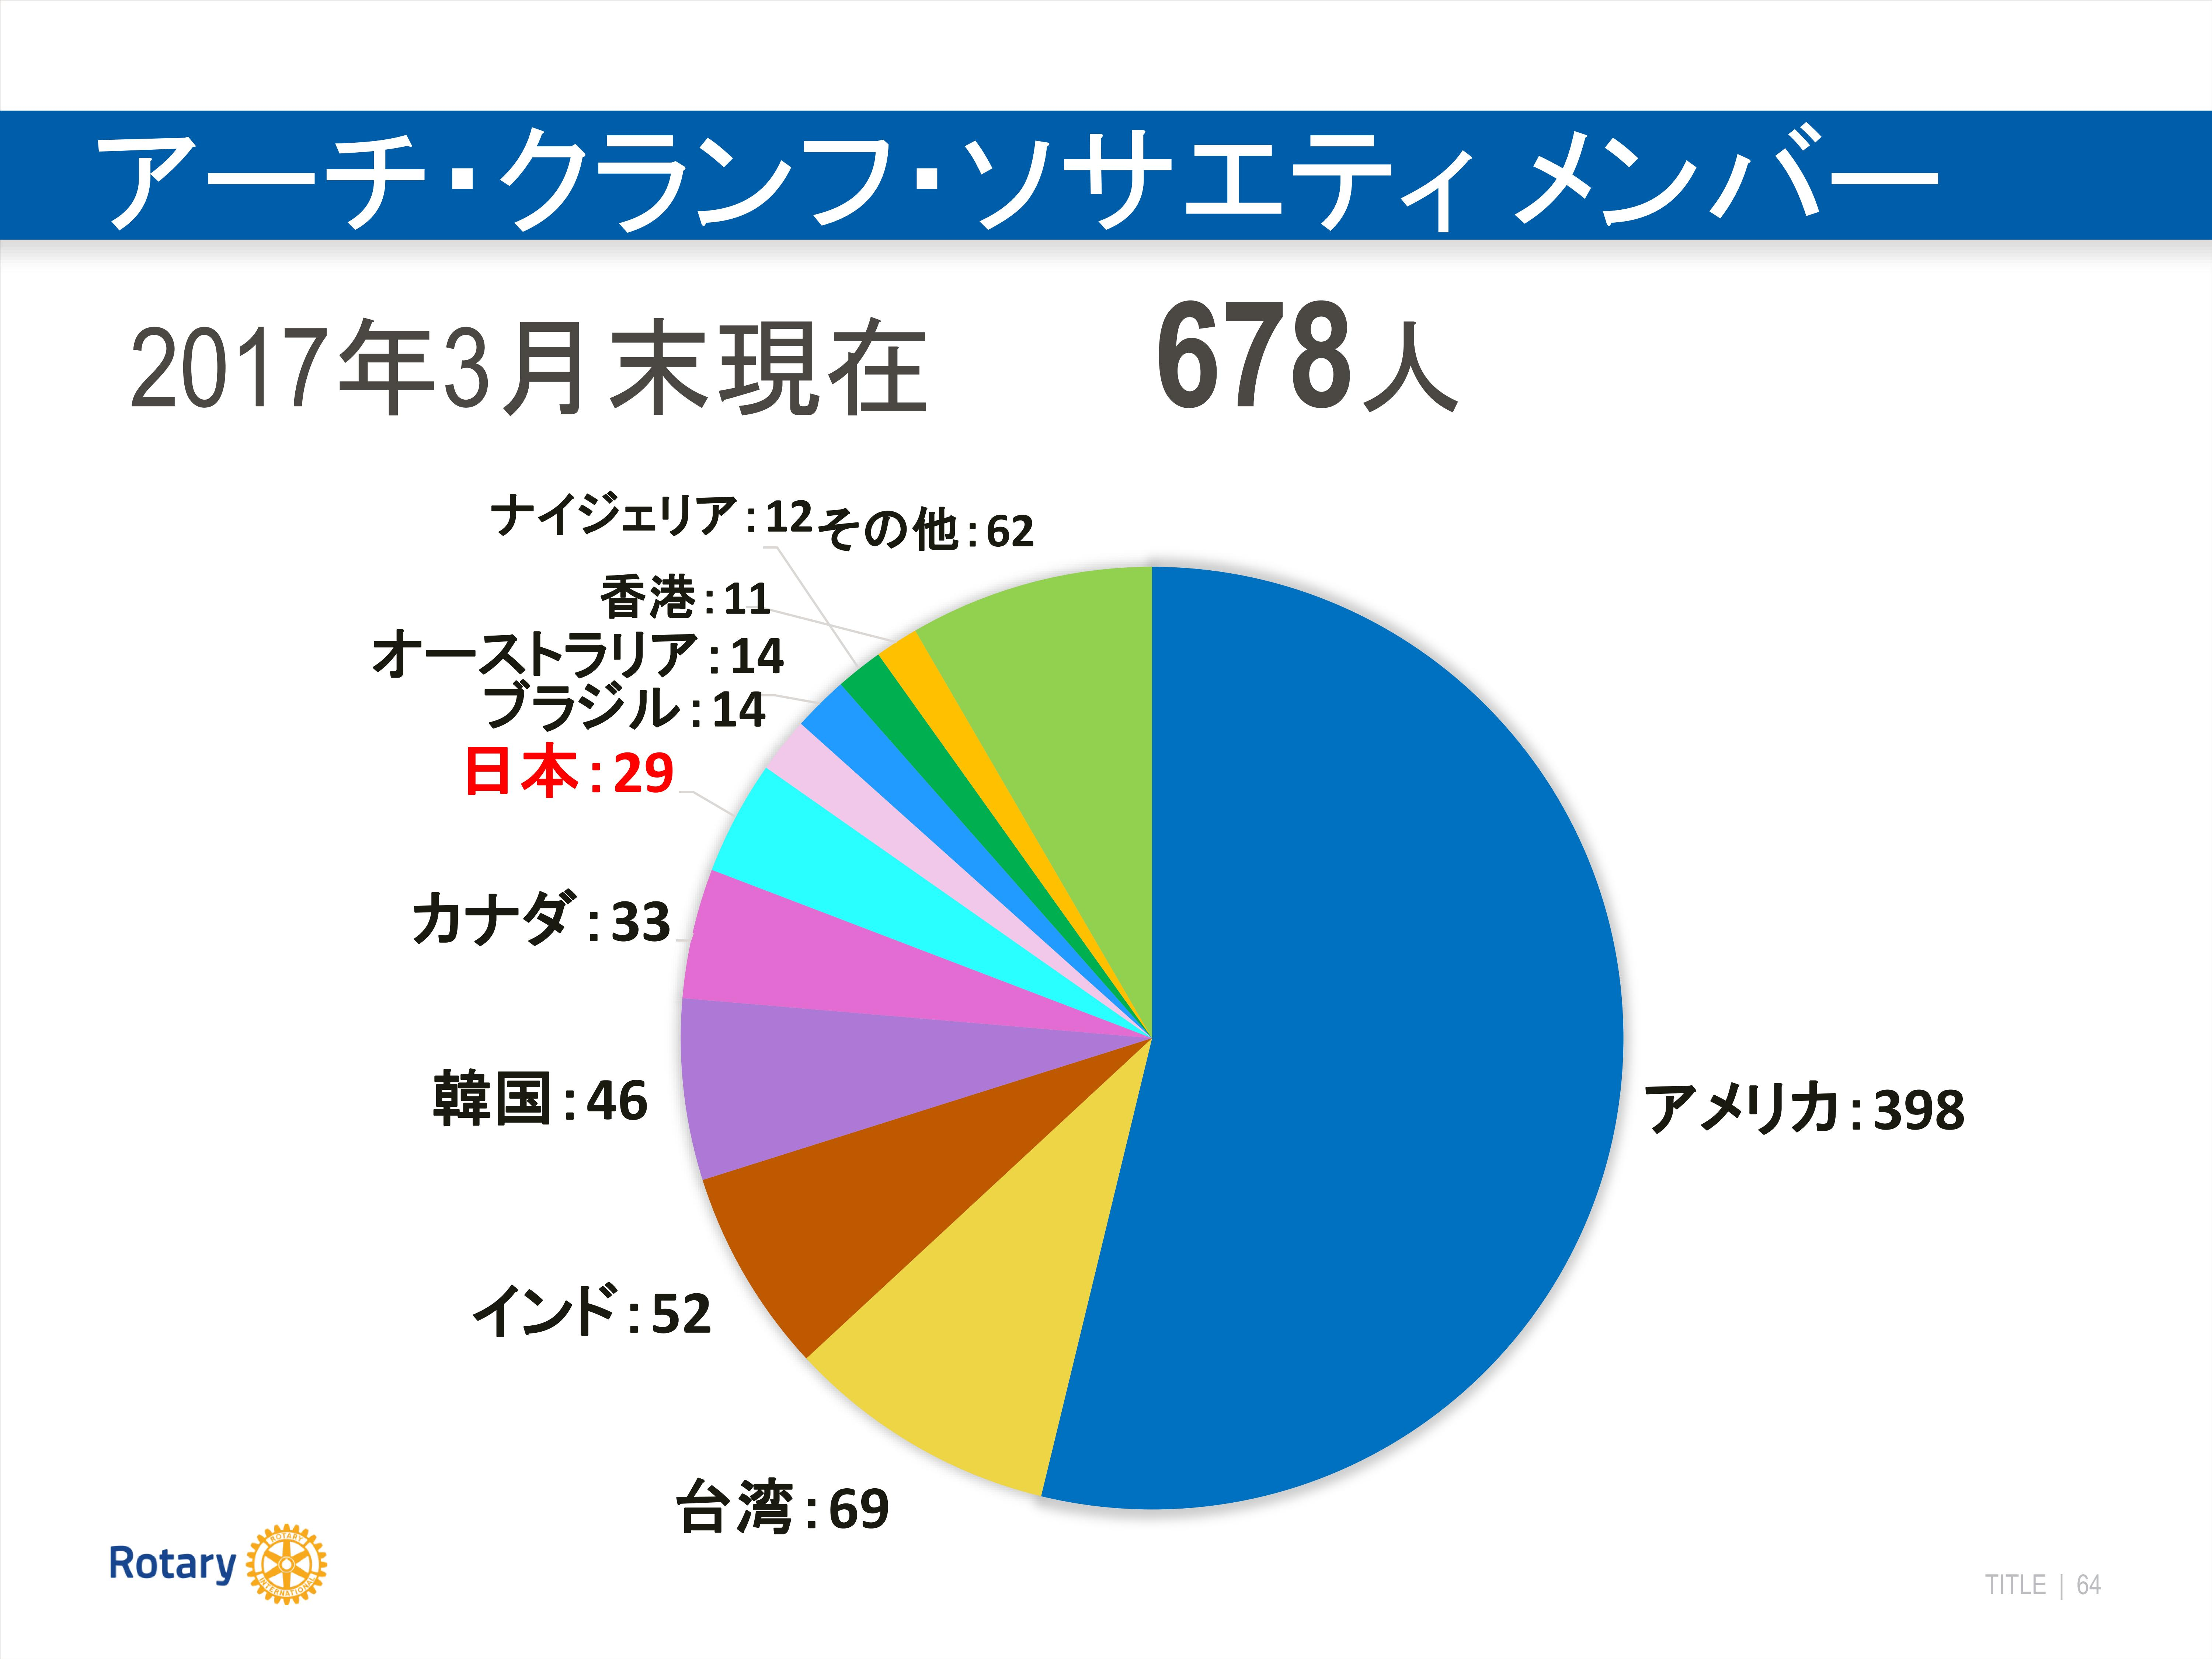 アーチ・クランフ・ソサエティ メンバー
2017年3月末現在 678人
ナイジェリア：12
その他：62
香港：11
オーストラリア：14
ブラジル：14
日本：29
カナダ：33
韓国：46
アメリカ：398
インド：52
台湾：69
Rotary
ROTARY
INTERNATIONAL
TITLE | 64